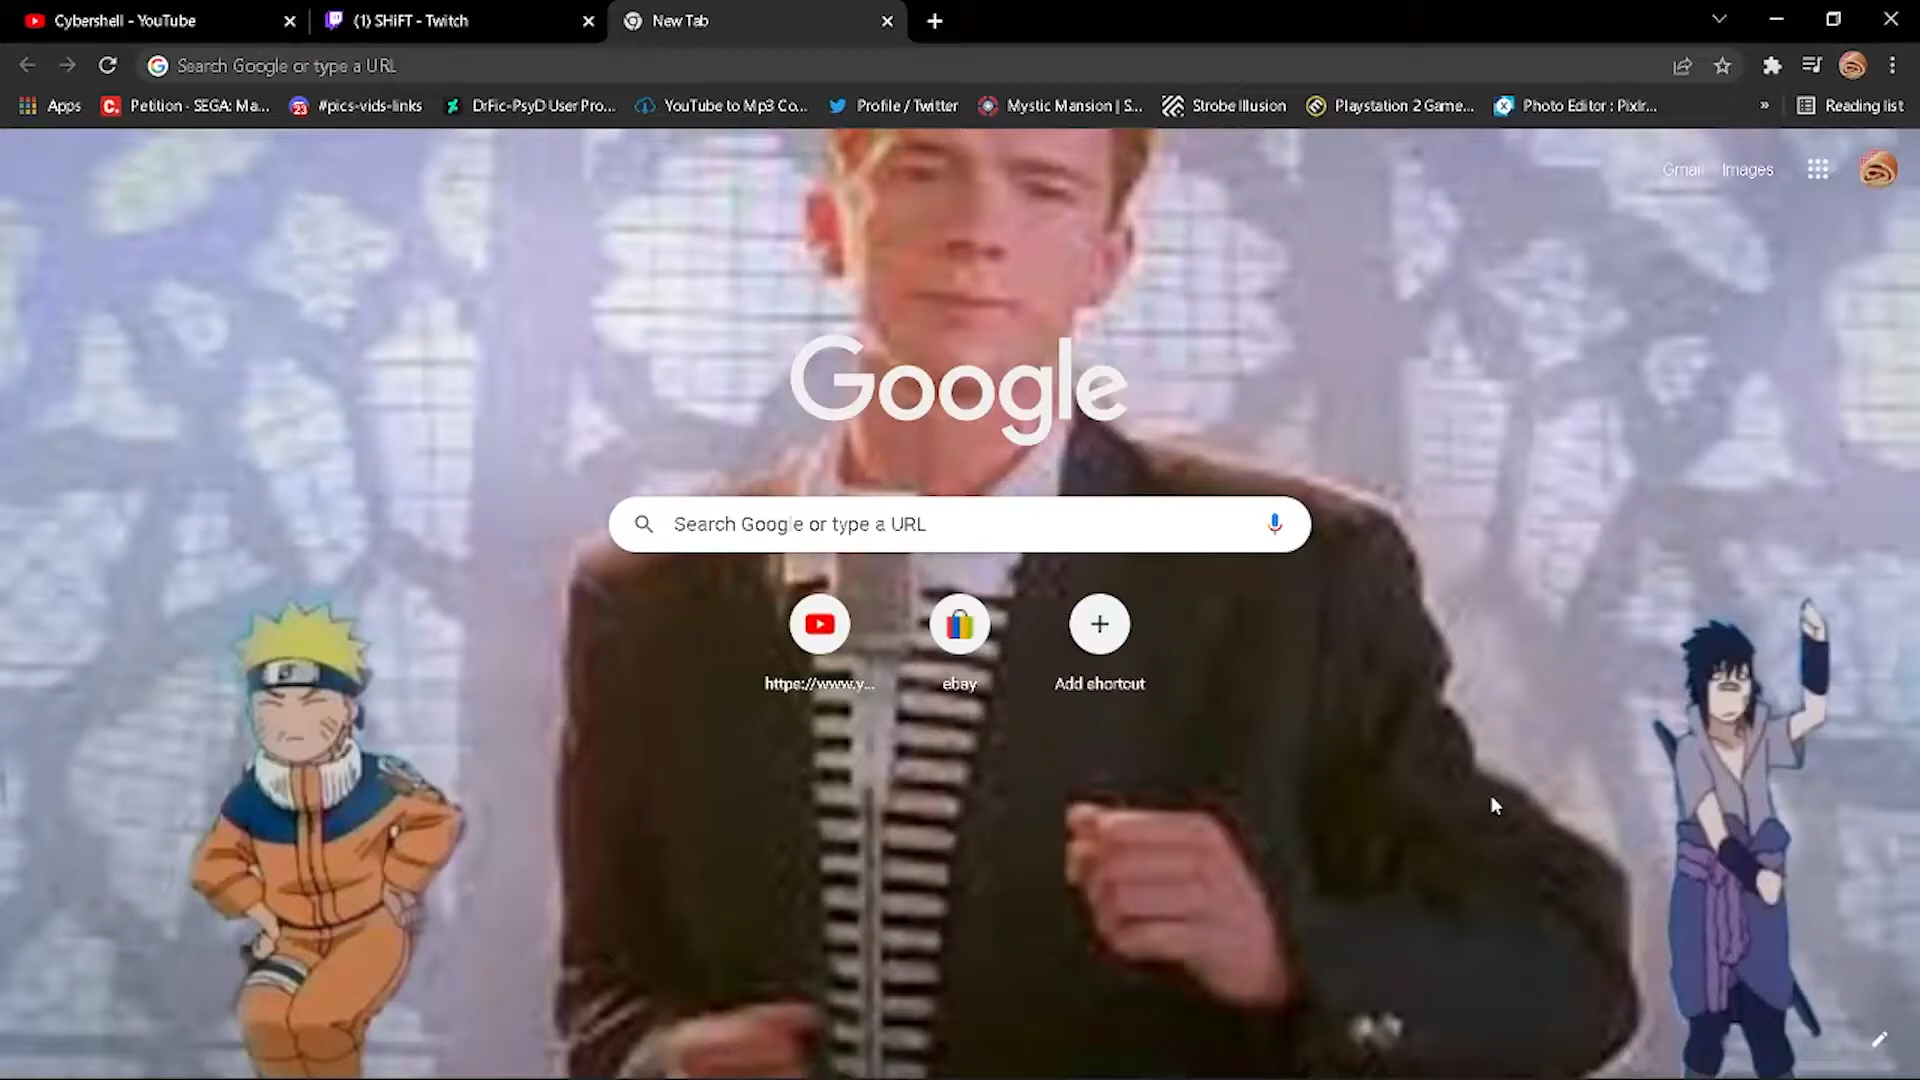 Cybershell - YouTube
(1) SHiFT - Twitch
New Tab
Search Google or type a URL
Apps
Petition · SEGA: Ma...
23
#pics-vids-links
DrFic-PsyD User Pro...
YouTube to Mp3 Co...
Profile / Twitter
Mystic Mansion | S...
Strobe Illusion
Playstation 2 Game...
Photo Editor : Pixlr...
»
Reading list
Gmail
Images
Google
Search Google or type a URL
https://www.y...
ebay
Add shortcut